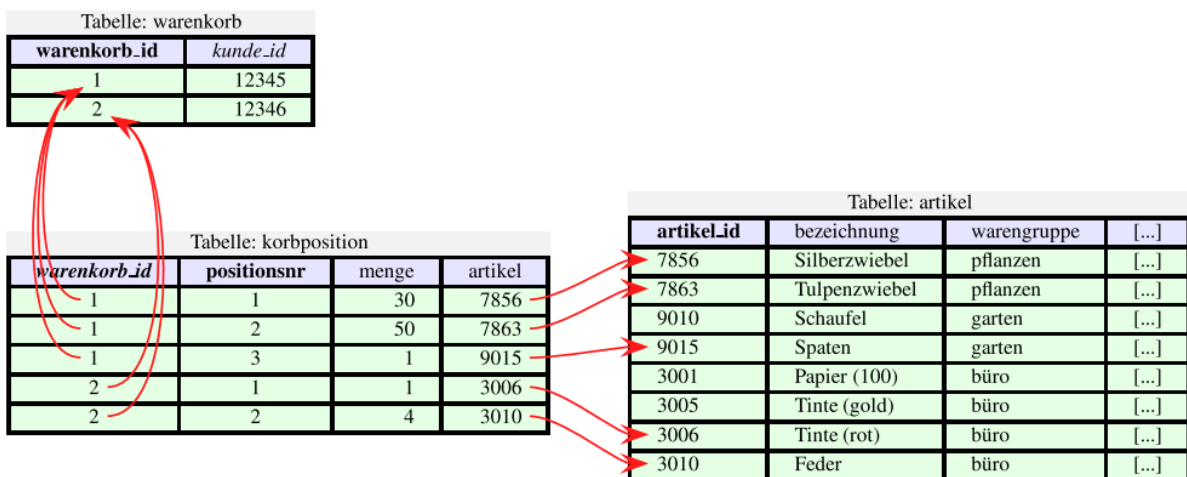 Tabelle: warenkorb
warenkorb_id kunde_id
1 12345
2 12346
Tabelle: korbposition
warenkorb_id positionsnr menge artikel
1 1 30 7856
1 2 50 7863
1 3 1 9015
2 1 1 3006
2 2 4 3010
Tabelle: artikel
artikel_id bezeichnung warengruppe [...]
7856 Silberzwiebel pflanzen [...]
7863 Tulpenzwiebel pflanzen [...]
9010 Schaufel garten [...]
9015 Spaten garten [...]
3001 Papier (100) büro [...]
3005 Tinte (gold) büro [...]
3006 Tinte (rot) büro [...]
3010 Feder büro [...]